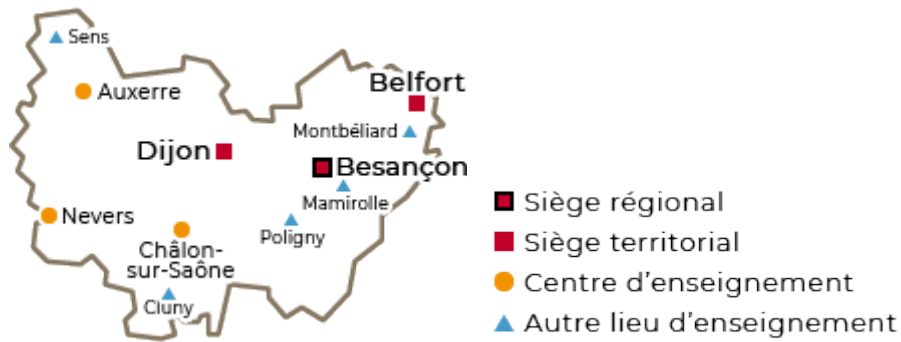 Sens
Auxerre
Belfort
Montbéliard
Dijon
Besançon
Mamirolle
Nevers
Poligny
Châlon-
sur-Saône
Cluny
Siège régional
Siège territorial
Centre d'enseignement
Autre lieu d'enseignement